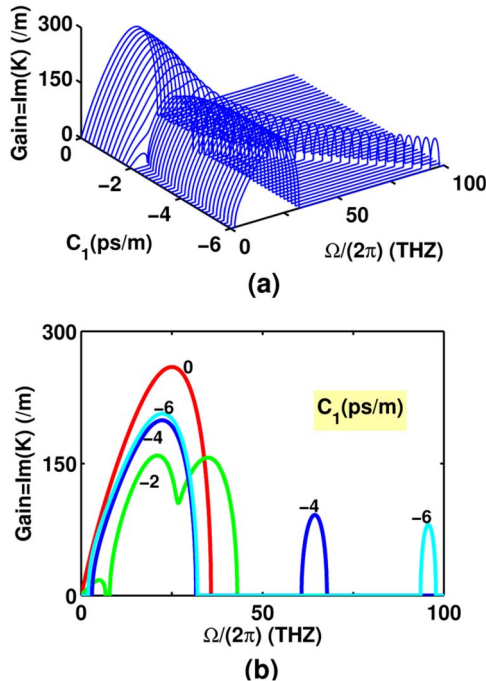 Gain=Im(K) (/m)
300
150
0
0
−2
−4
−6
C1(ps/m)
0
50
100
Ω/(2π) (THZ)
(a)
Gain=Im(K) (/m)
300
150
0
0
−6
−4
−2
C1(ps/m)
−4
−6
0
50
100
Ω/(2π) (THZ)
(b)